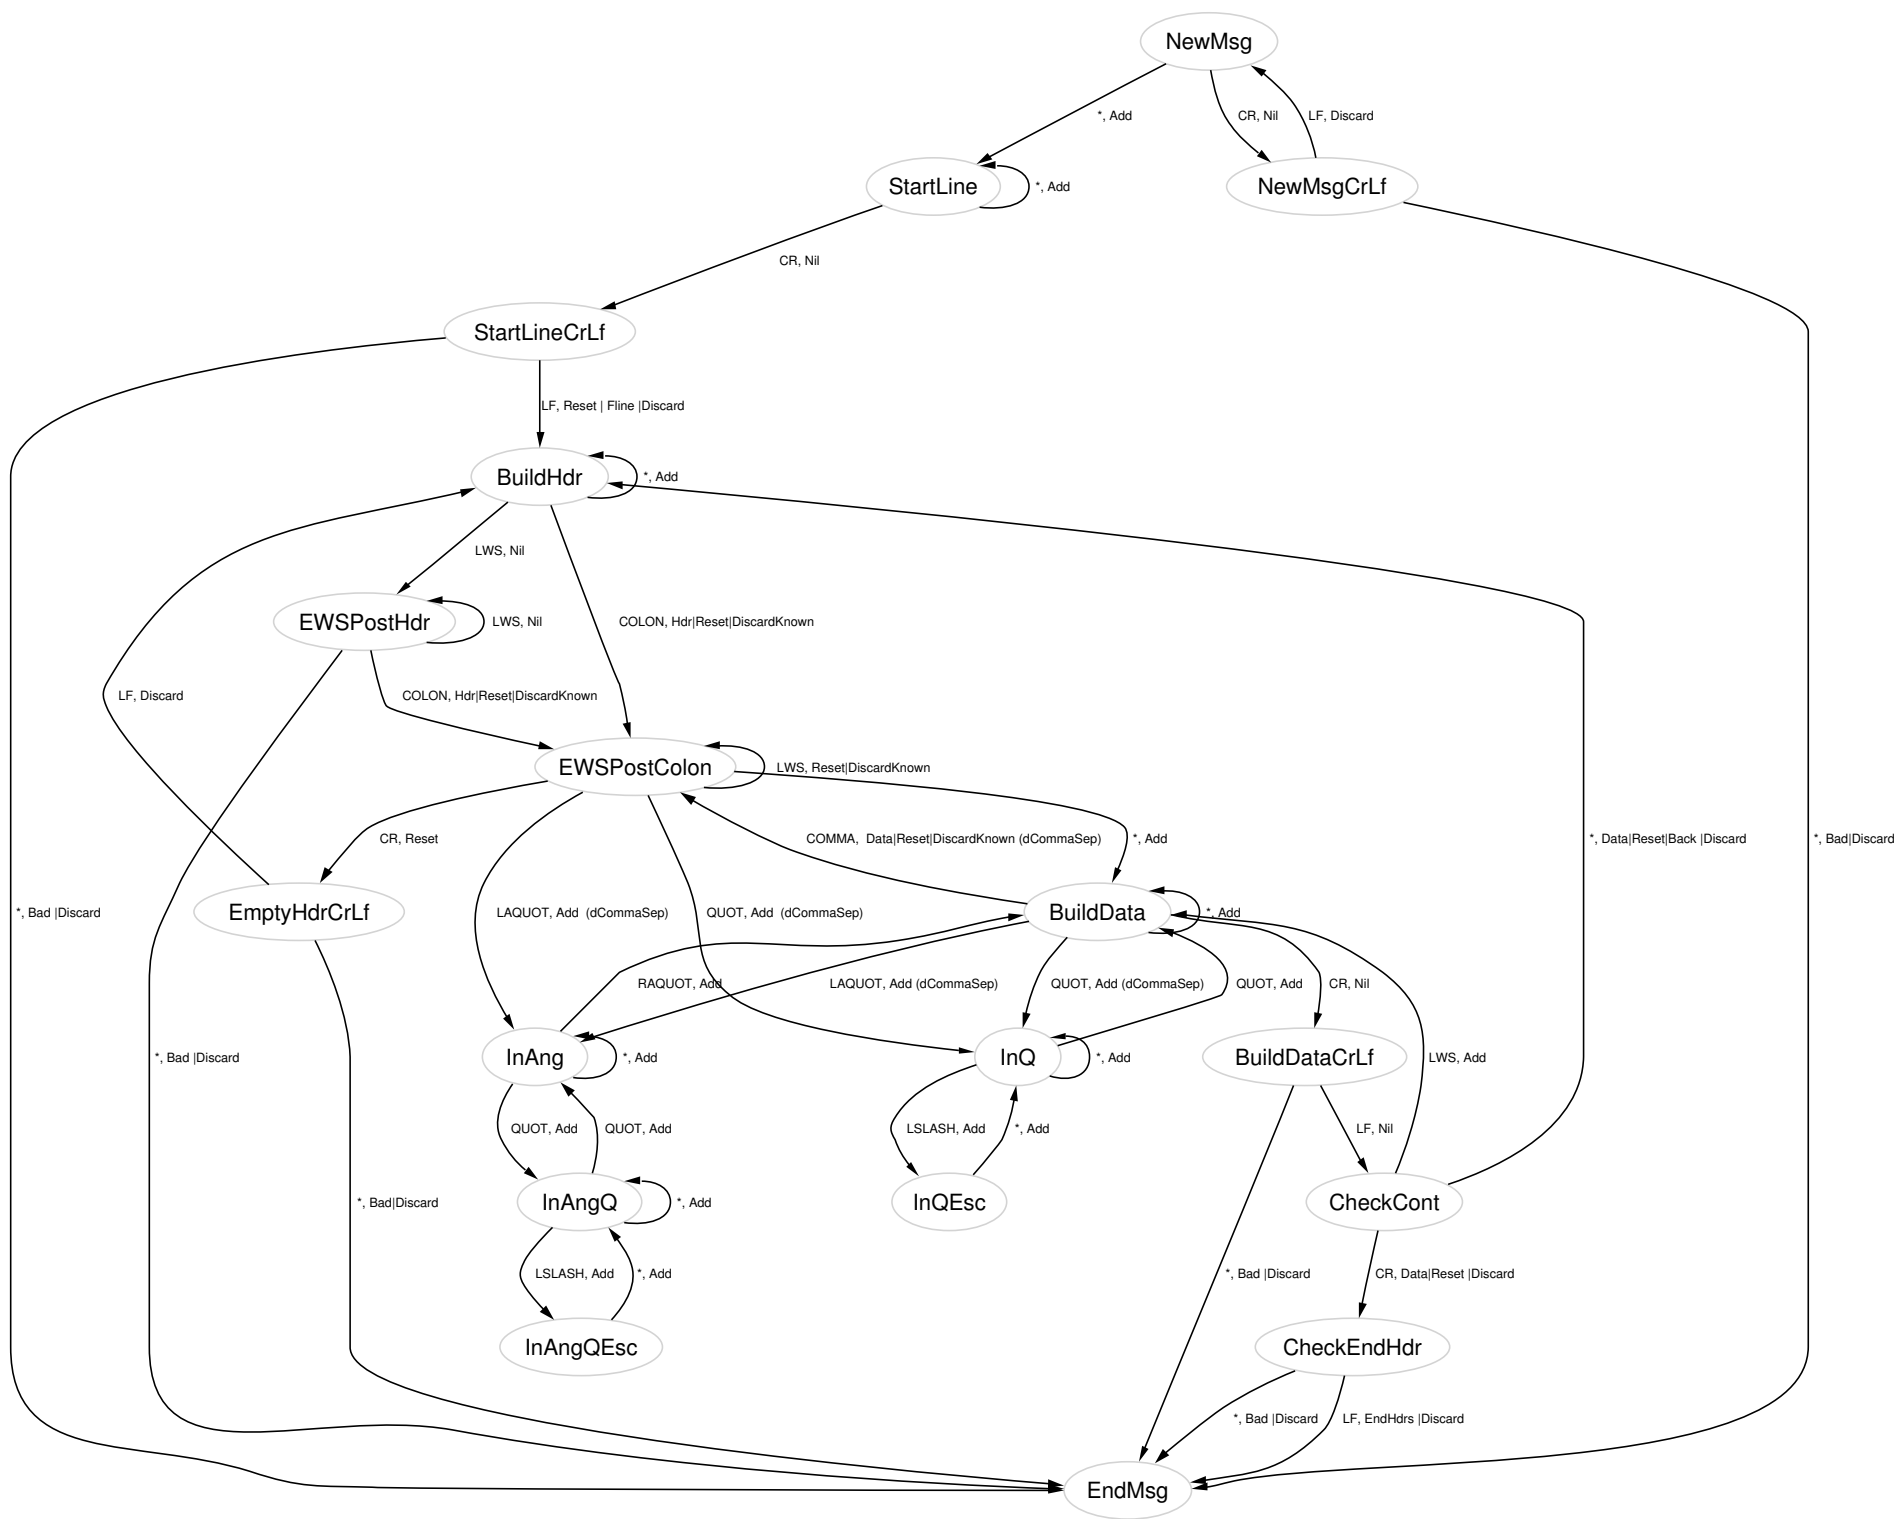 NewMsg
*, Add
CR, Nil
LF, Discard
StartLine
*, Add
NewMsgCrLf
CR, Nil
StartLineCrLf
LF, Reset | Fline |Discard
BuildHdr
*, Add
LWS, Nil
EWSPostHdr
LWS, Nil
COLON, Hdr|Reset|DiscardKnown
LF, Discard
COLON, Hdr|Reset|DiscardKnown
EWSPostColon
LWS, Reset|DiscardKnown
CR, Reset
COMMA,  Data|Reset|DiscardKnown (dCommaSep)
*, Add
*, Data|Reset|Back |Discard
*, Bad|Discard
*, Bad |Discard
EmptyHdrCrLf
LAQUOT, Add  (dCommaSep)
QUOT, Add  (dCommaSep)
BuildData
*, Add
RAQUOT, Add
LAQUOT, Add (dCommaSep)
QUOT, Add (dCommaSep)
QUOT, Add
CR, Nil
*, Bad |Discard
InAng
*, Add
InQ
*, Add
BuildDataCrLf
LWS, Add
QUOT, Add
QUOT, Add
LSLASH, Add
*, Add
LF, Nil
*, Bad|Discard
InAngQ
*, Add
InQEsc
CheckCont
LSLASH, Add
*, Add
*, Bad |Discard
CR, Data|Reset |Discard
InAngQEsc
CheckEndHdr
*, Bad |Discard
LF, EndHdrs |Discard
EndMsg